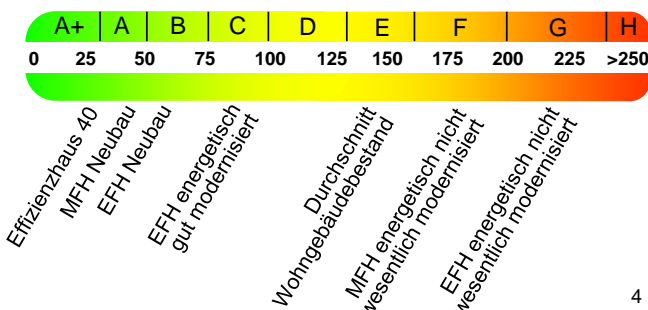 A+ A B C D E F G H
0 25 50 75 100 125 150 175 200 225 >250
Effizienzhaus 40
MFH Neubau
EFH Neubau
EFH energetisch
gut modernisiert
Durchschnitt
Wohngebäudebestand
MFH energetisch nicht
wesentlich modernisiert
EFH energetisch nicht
wesentlich modernisiert
4